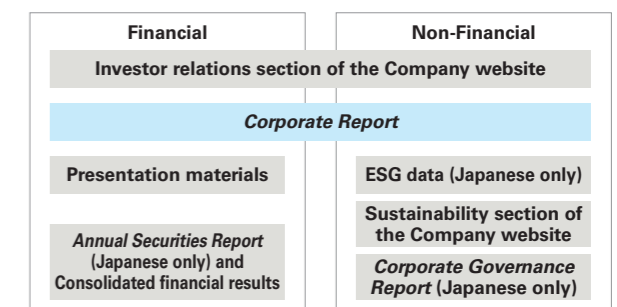 Financial
Non-Financial
Investor relations section of the Company website
Corporate Report
Presentation materials
Annual Securities Report
(Japanese only) and
Consolidated financial results
ESG data (Japanese only)
Sustainability section of
the Company website
Corporate Governance
Report (Japanese only)